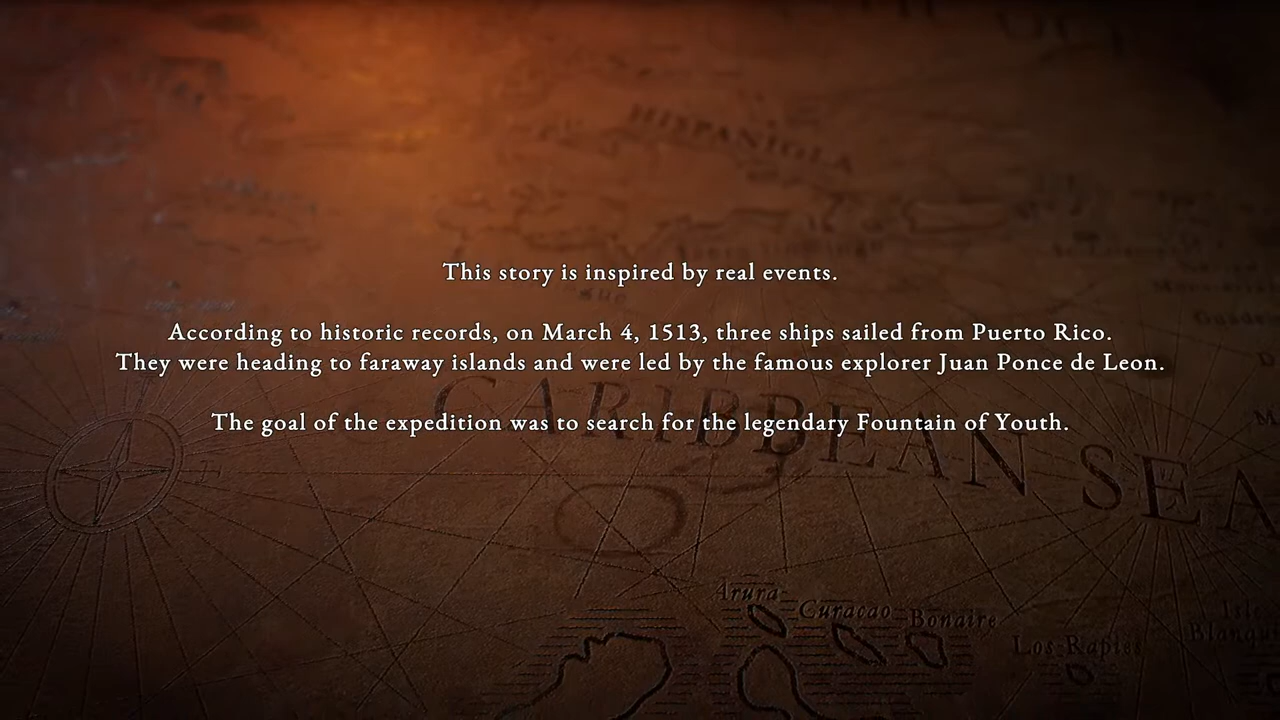 HISPANIOLA
This story is inspired by real events.
According to historic records, on March 4, 1513, three ships sailed from Puerto Rico.
They were heading to faraway islands and were led by the famous explorer Juan Ponce de Leon.
CARIBBEAN SEA
The goal of the expedition was to search for the legendary Fountain of Youth.
Arura
Curacao
Bonaire
Los Raples